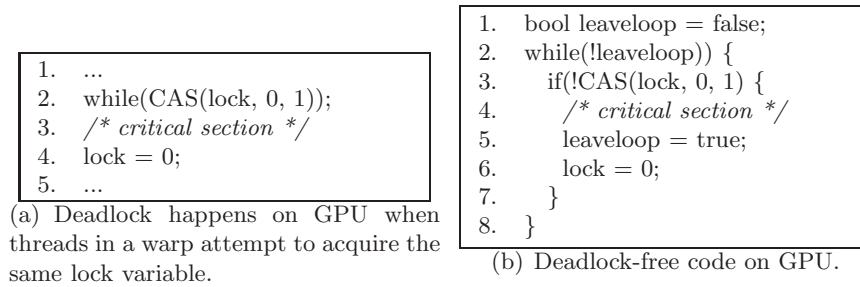 1. ...
2. while(CAS(lock, 0, 1));
3. /* critical section */
4. lock = 0;
5. ...
(a) Deadlock happens on GPU when
threads in a warp attempt to acquire the
same lock variable.
1. bool leaveloop = false;
2. while(!leaveloop)) {
3. if(!CAS(lock, 0, 1) {
4. /* critical section */
5. leaveloop = true;
6. lock = 0;
7. }
8. }
(b) Deadlock-free code on GPU.